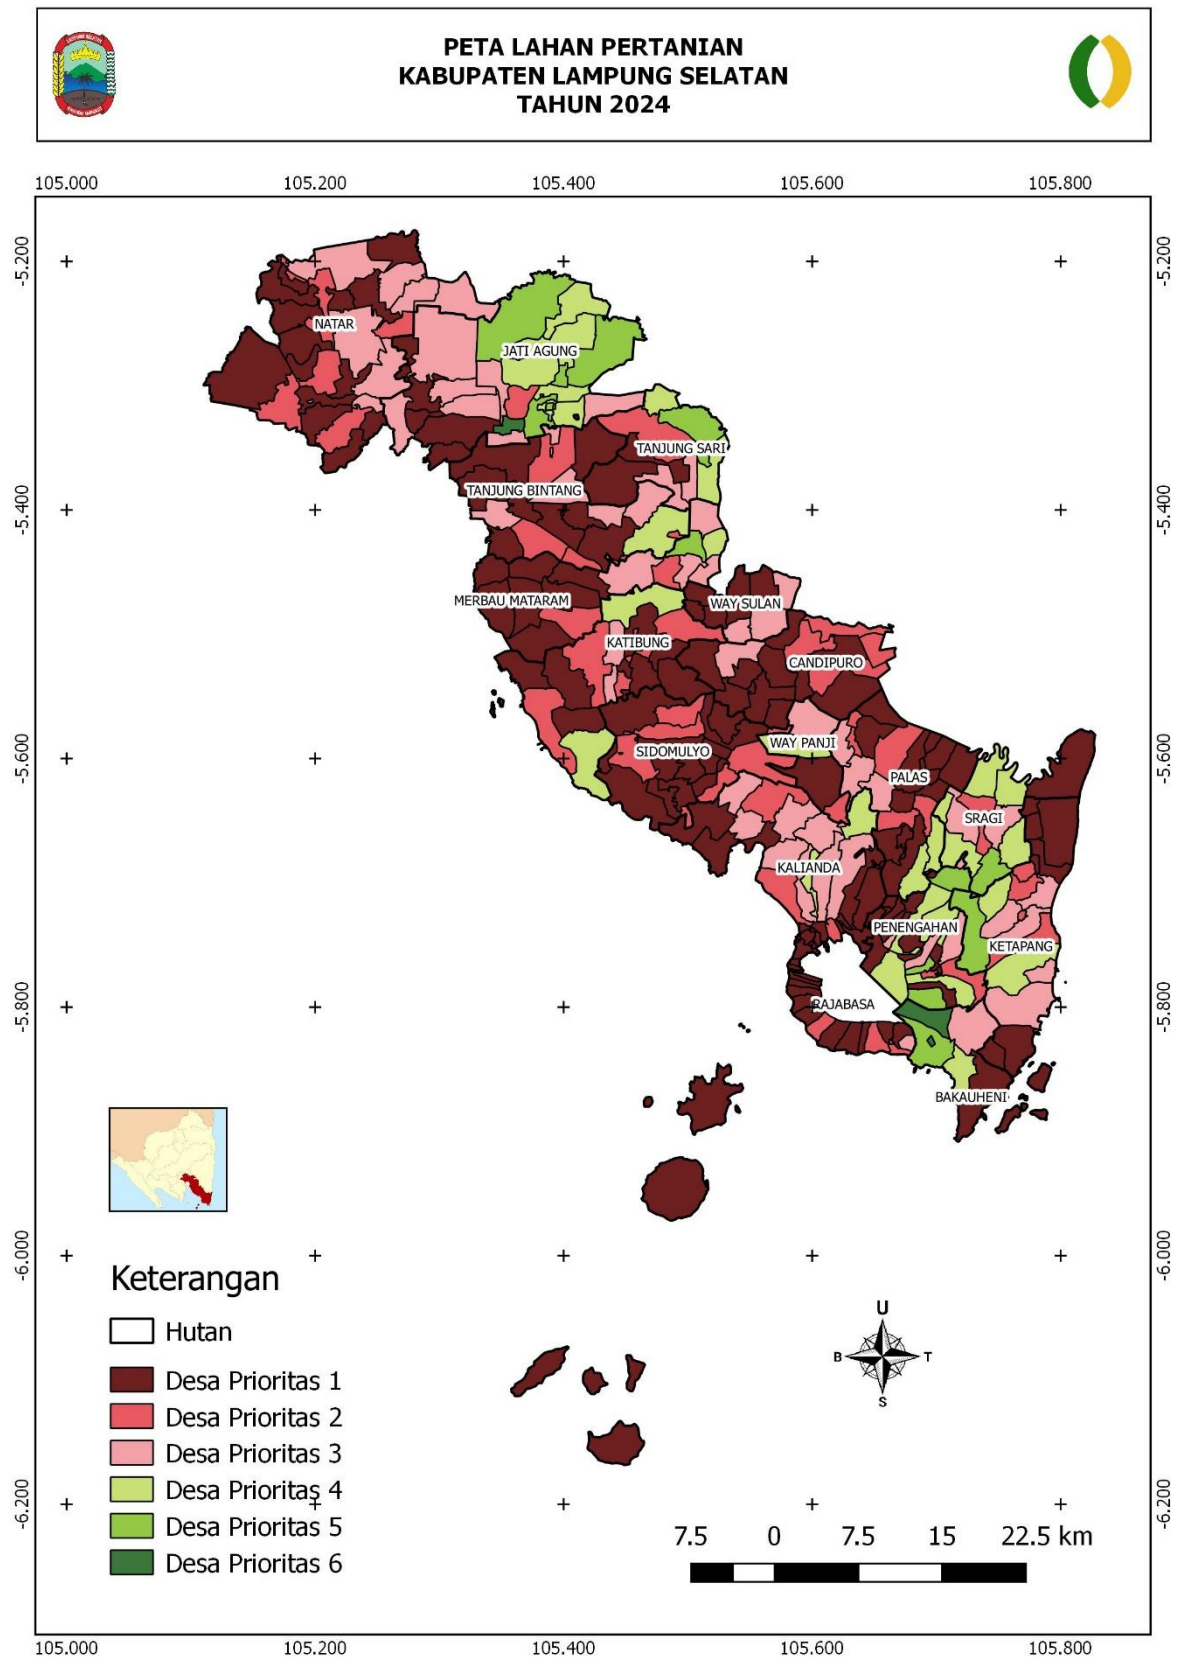 PETA LAHAN PERTANIAN
KABUPATEN LAMPUNG SELATAN
TAHUN 2024
105.000 105.200 105.400 105.600 105.800
-5.200 -5.200
NATAR
JATI AGUNG
TANJUNG SARI
TANJUNG BINTANG
-5.400 -5.400
MERBAU MATARAM
WAY SULAN
KATIBUNG
CANDIPURO
WAY PANJI
SIDOMULYO
-5.600 -5.600
PALAS
SRAGI
KALIANDA
PENENGAHAN
KETAPANG
RAJABASA
-5.800 -5.800
BAKAUHENI
-6.000 -6.000
Keterangan
Hutan
Desa Prioritas 1
Desa Prioritas 2
Desa Prioritas 3
Desa Prioritas 4
Desa Prioritas 5
Desa Prioritas 6
U
B T
S
-6.200 -6.200
7.5 0 7.5 15 22.5 km
105.000 105.200 105.400 105.600 105.800